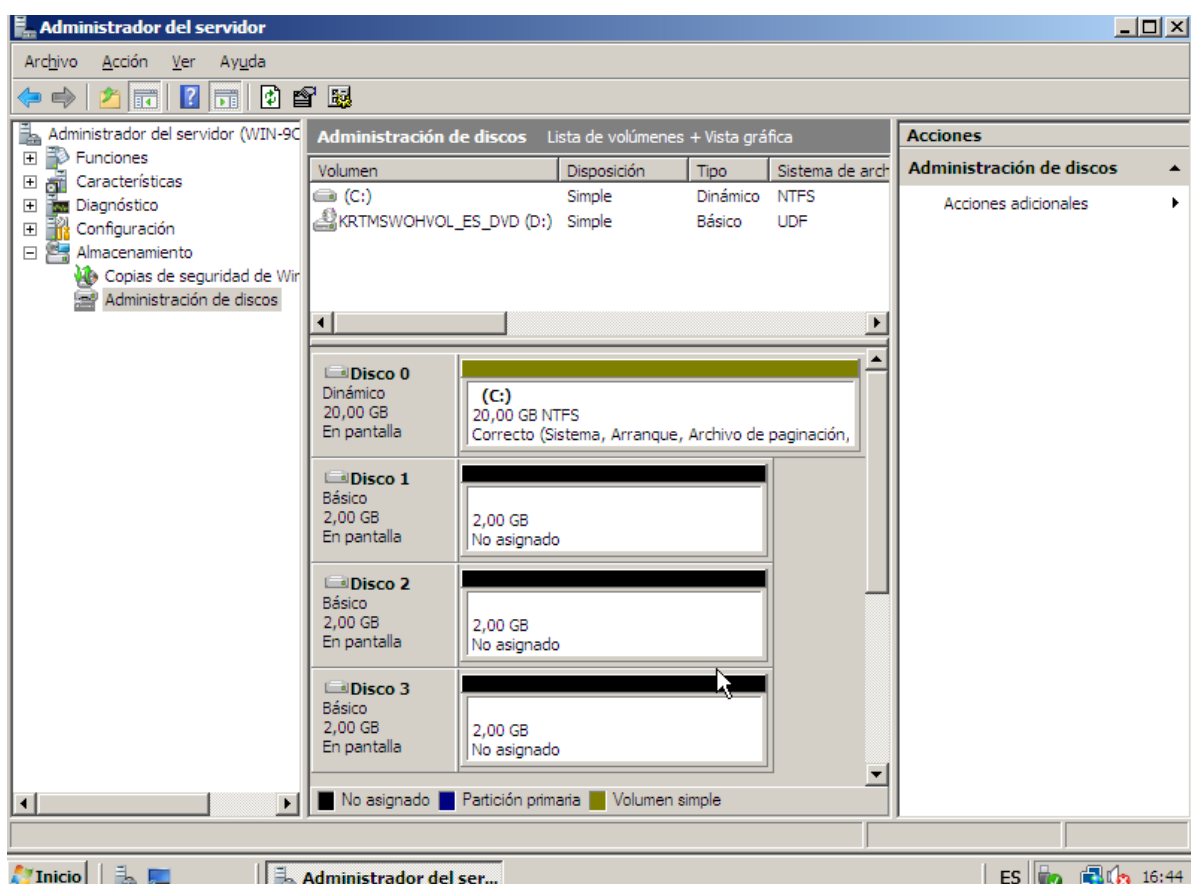 Administrador del servidor
Archivo Acción Ver Ayuda
Administrador del servidor (WIN-9C
Funciones
Características
Diagnóstico
Configuración
Almacenamiento
Copias de seguridad de Wir
Administración de discos
Administración de discos Lista de volúmenes + Vista gráfica
Volumen Disposición Tipo Sistema de arch
(C:) Simple Dinámico NTFS
KRTMSWOHVOL_ES_DVD (D:) Simple Básico UDF
Disco 0
Dinámico
20,00 GB
En pantalla
(C:)
20,00 GB NTFS
Correcto (Sistema, Arranque, Archivo de paginación,
Disco 1
Básico
2,00 GB
En pantalla
2,00 GB
No asignado
Disco 2
Básico
2,00 GB
En pantalla
2,00 GB
No asignado
Disco 3
Básico
2,00 GB
En pantalla
2,00 GB
No asignado
No asignado Partición primaria Volumen simple
Acciones
Administración de discos
Acciones adicionales
Inicio Administrador del ser... ES 16:44